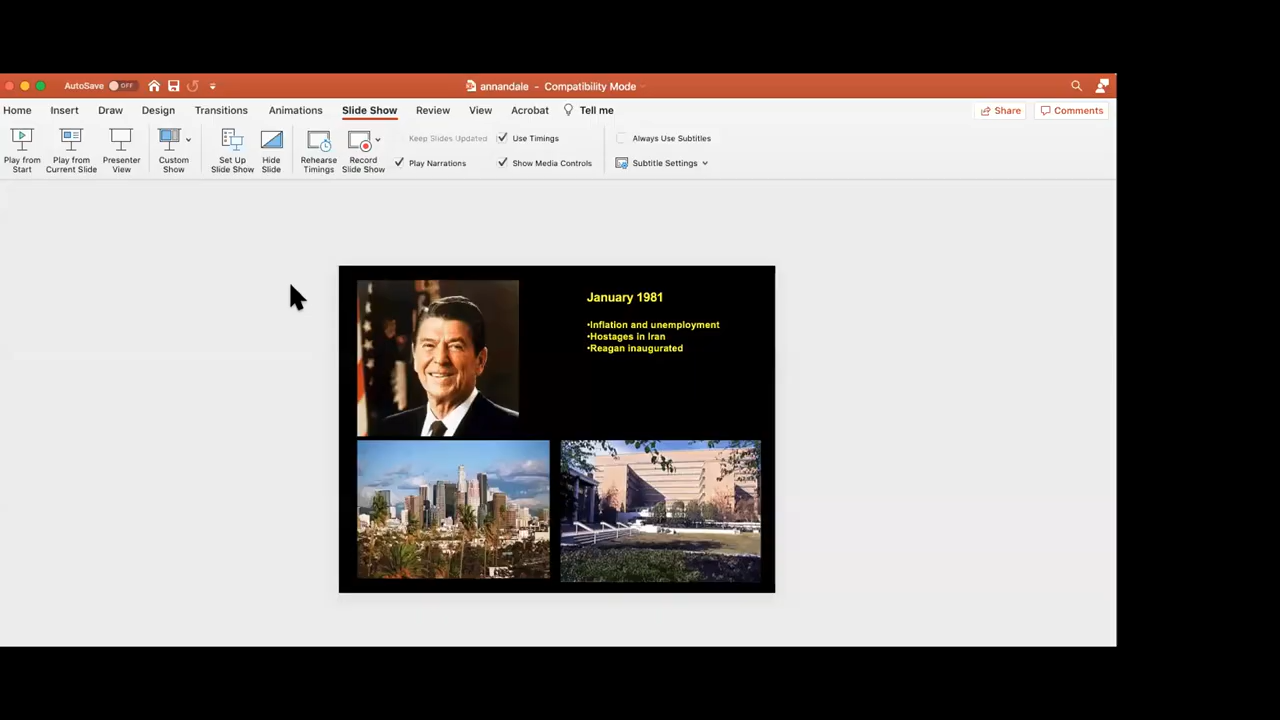 AutoSave OFF
annandale - Compatibility Mode
Home Insert Draw Design Transitions Animations Slide Show Review View Acrobat Tell me
Share Comments
Play from Start
Play from Current Slide
Presenter View
Custom Show
Set Up Slide Show
Hide Slide
Rehearse Timings
Record Slide Show
Keep Slides Updated
Play Narrations
Use Timings
Show Media Controls
Always Use Subtitles
Subtitle Settings
January 1981
•Inflation and unemployment
•Hostages in Iran
•Reagan inaugurated